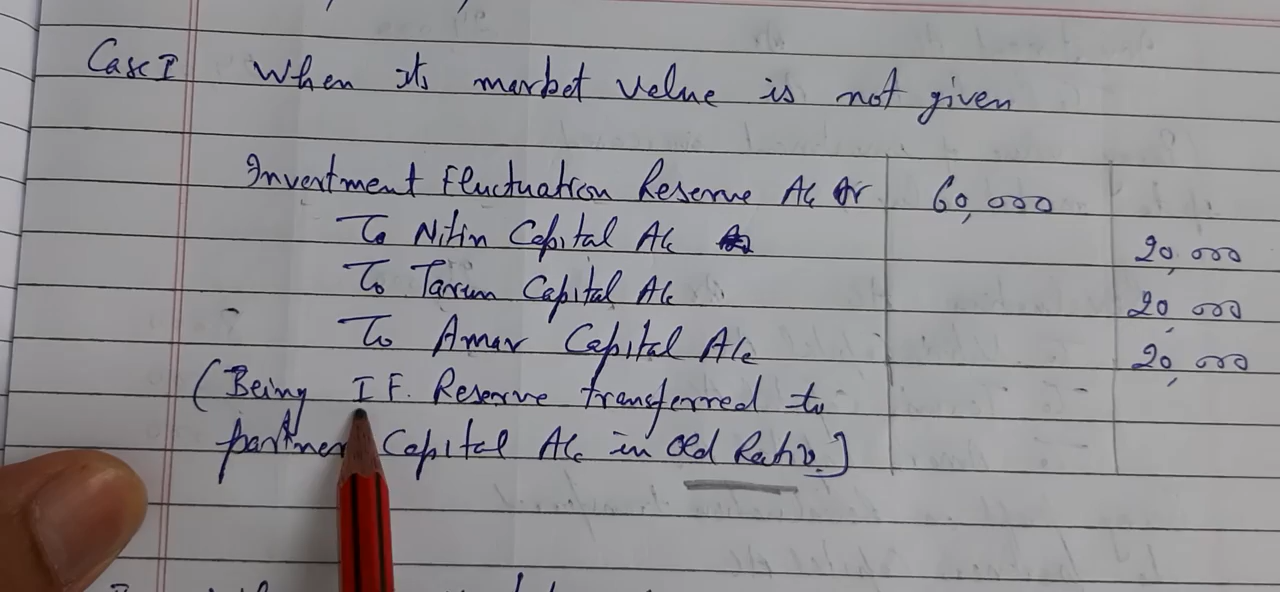 Case I When its market value is not given
Investment Fluctuation Reserve A/c Dr 60,000
To Nitin Capital A/c 20,000
To Tarun Capital A/c 20,000
To Amar Capital A/c 20,000
(Being I F. Reserve transferred to
partner Capital A/c in old Ratio.)